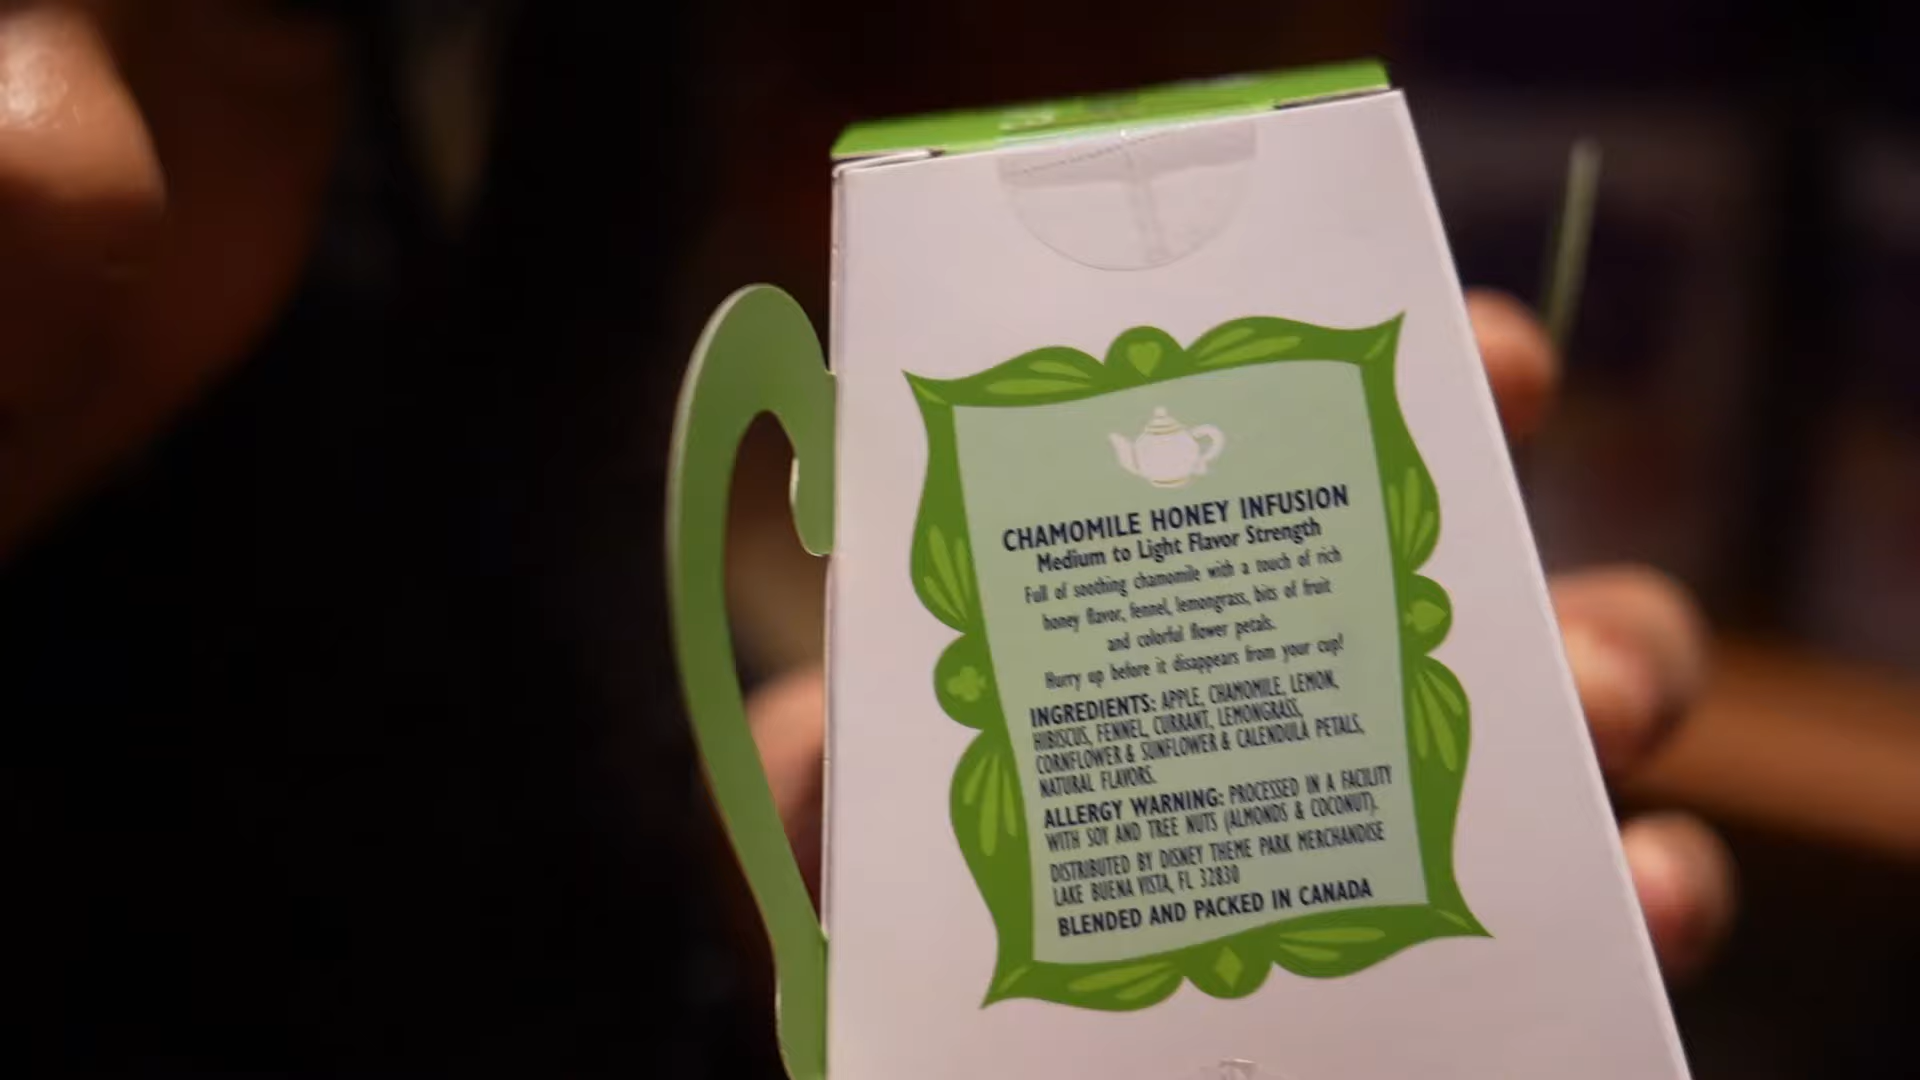 CHAMOMILE HONEY INFUSION
Medium to Light Flavor Strength
Full of soothing chamomile with a touch of rich
honey flavor, fennel, lemongrass, bits of fruit
and colorful flower petals.
Hurry up before it disappears from your cup!
INGREDIENTS: APPLE, CHAMOMILE, LEMON,
HIBISCUS, FENNEL, CURRANT, LEMONGRASS,
CORNFLOWER & SUNFLOWER & CALENDULA PETALS,
NATURAL FLAVORS.
ALLERGY WARNING: PROCESSED IN A FACILITY
WITH SOY AND TREE NUTS (ALMONDS & COCONUT).
DISTRIBUTED BY DISNEY THEME PARK MERCHANDISE
LAKE BUENA VISTA, FL 32830
BLENDED AND PACKED IN CANADA